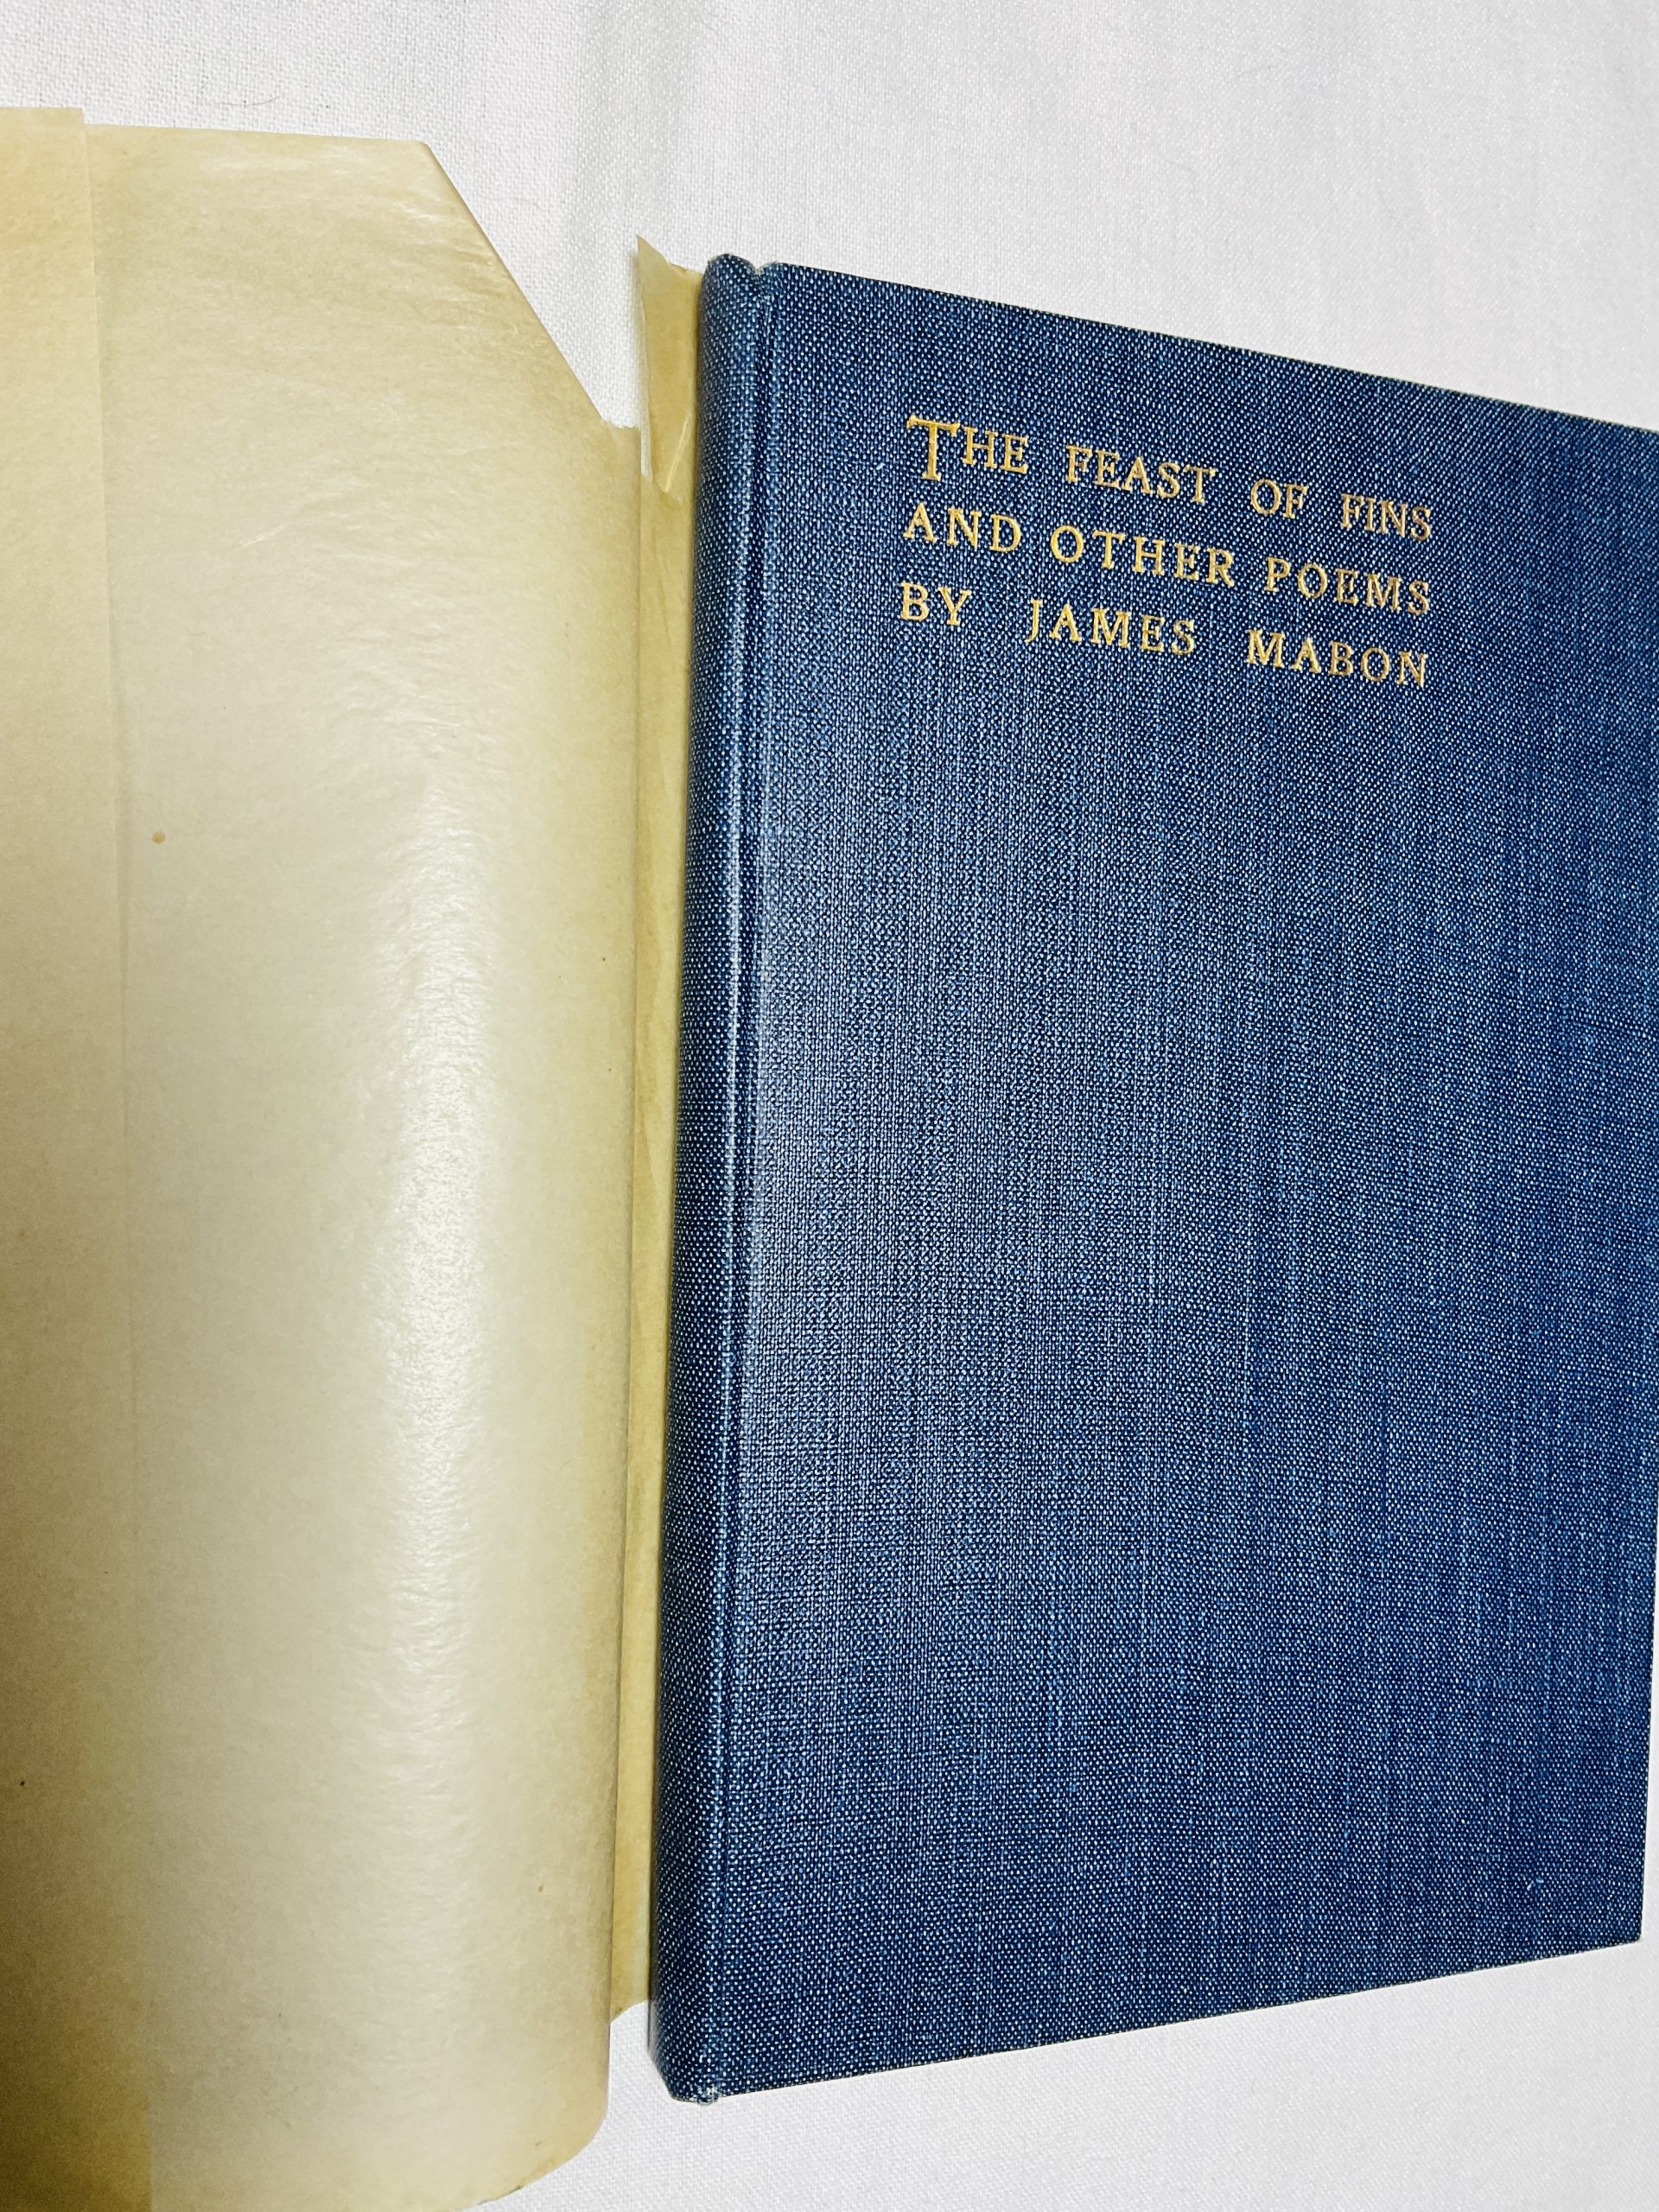 THE FEAST OF FINS
AND OTHER POEMS
BY JAMES MABON